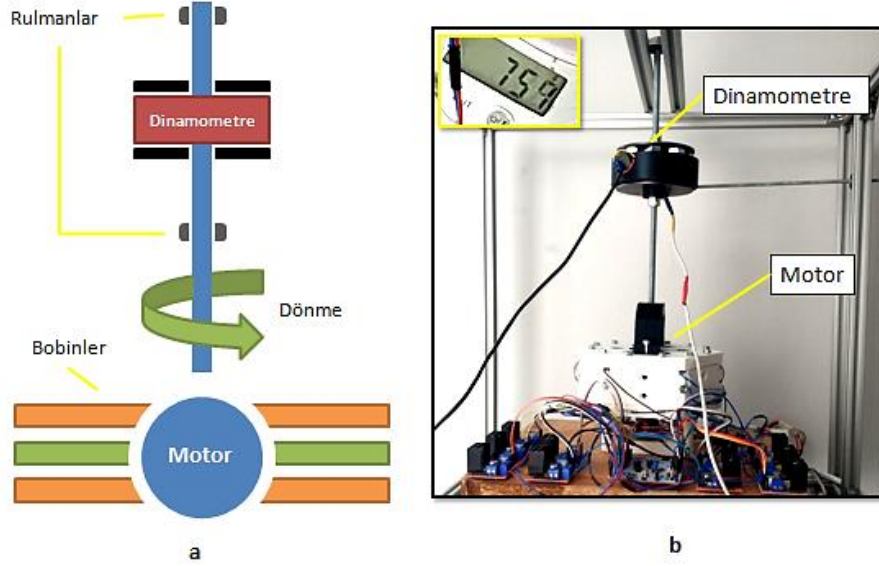 Rulmanlar
Dinamometre
Dönme
Bobinler
Motor
a
759
Dinamometre
Motor
b